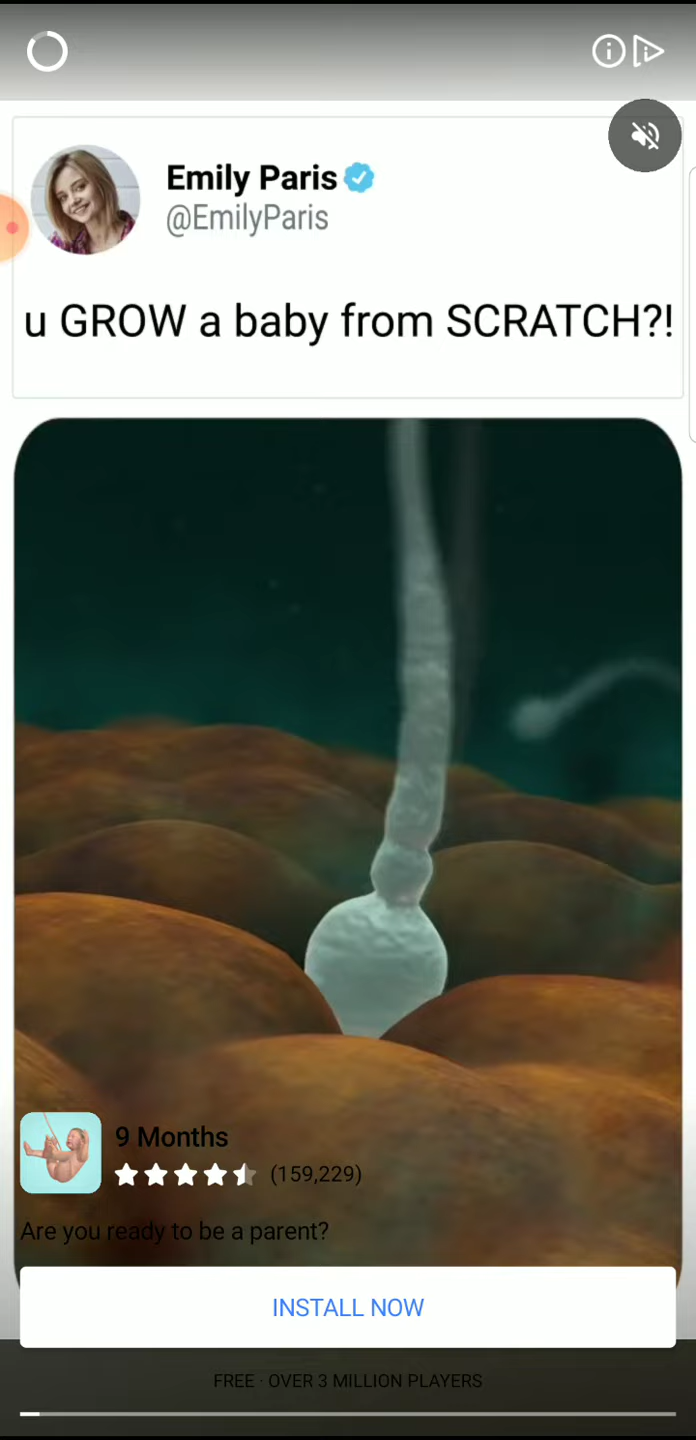 Emily Paris
@EmilyParis
u GROW a baby from SCRATCH?!
9 Months
(159,229)
Are you ready to be a parent?
INSTALL NOW
FREE · OVER 3 MILLION PLAYERS